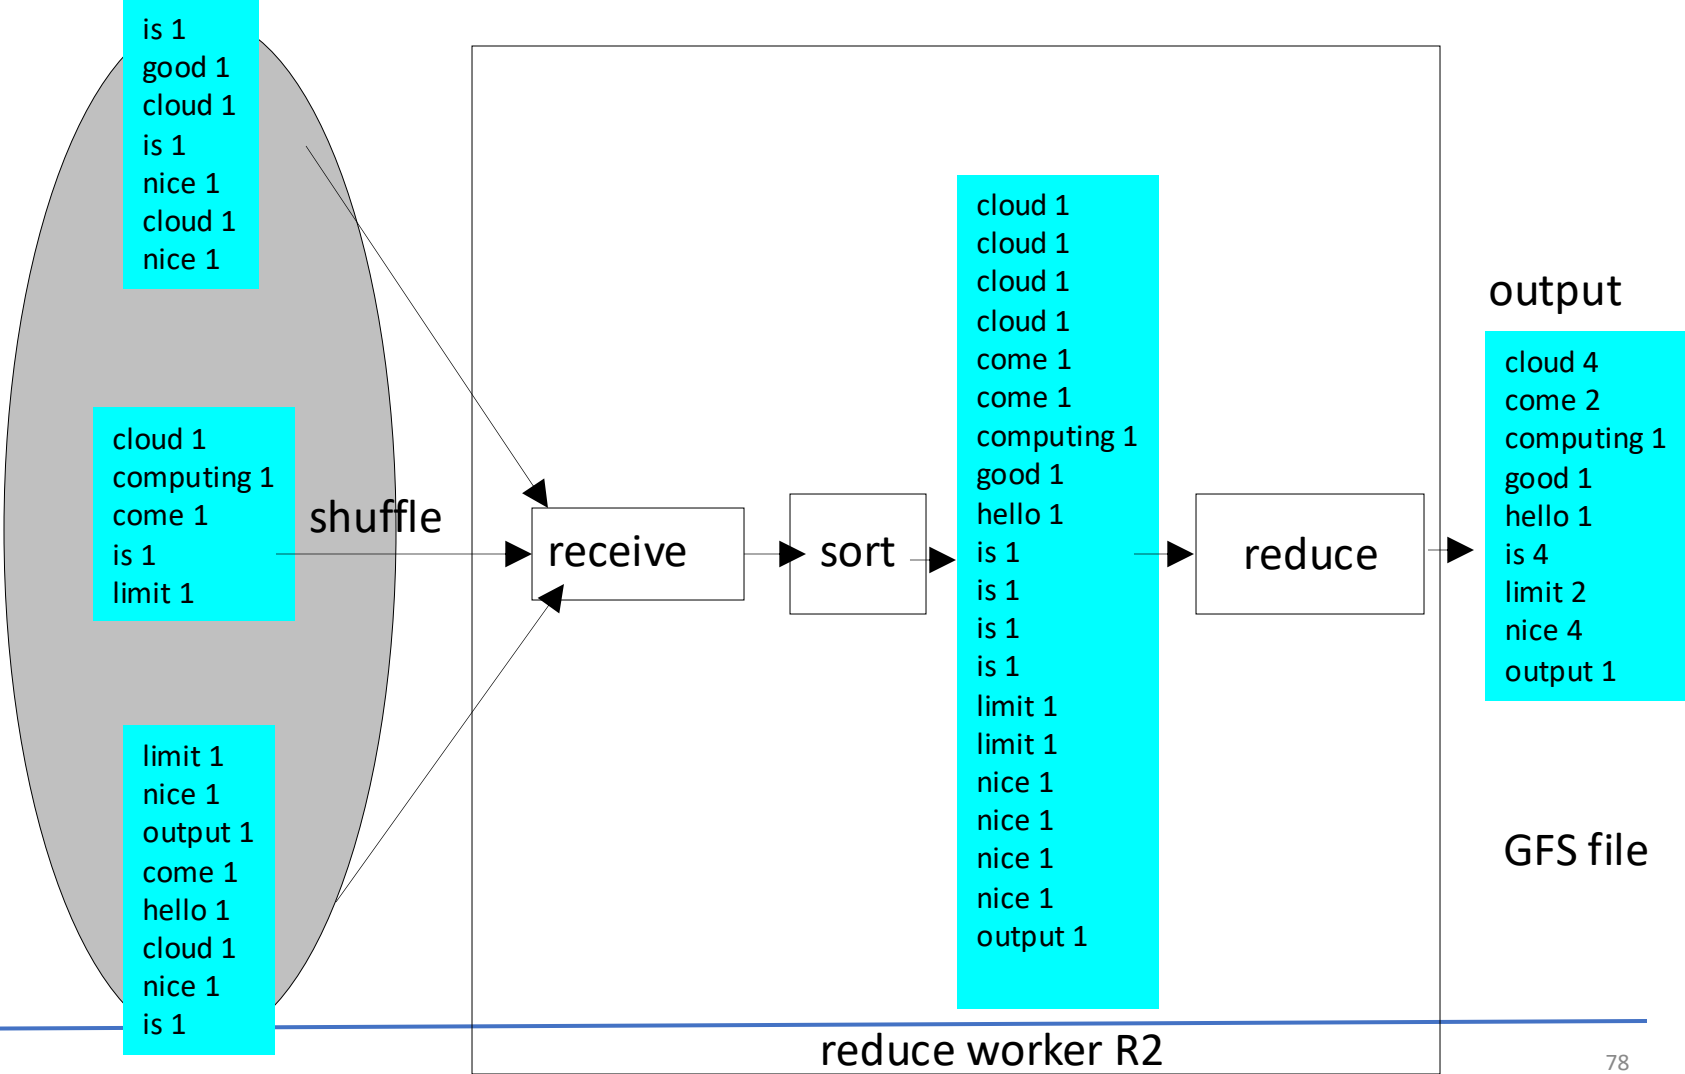 is 1
good 1
cloud 1
is 1
nice 1
cloud 1
nice 1
cloud 1
computing 1
come 1
is 1
limit 1
limit 1
nice 1
output 1
come 1
hello 1
cloud 1
nice 1
is 1
shuffle
receive
sort
cloud 1
cloud 1
cloud 1
cloud 1
come 1
come 1
computing 1
good 1
hello 1
is 1
is 1
is 1
is 1
limit 1
limit 1
nice 1
nice 1
nice 1
nice 1
output 1
reduce
output
cloud 4
come 2
computing 1
good 1
hello 1
is 4
limit 2
nice 4
output 1
GFS file
reduce worker R2
78